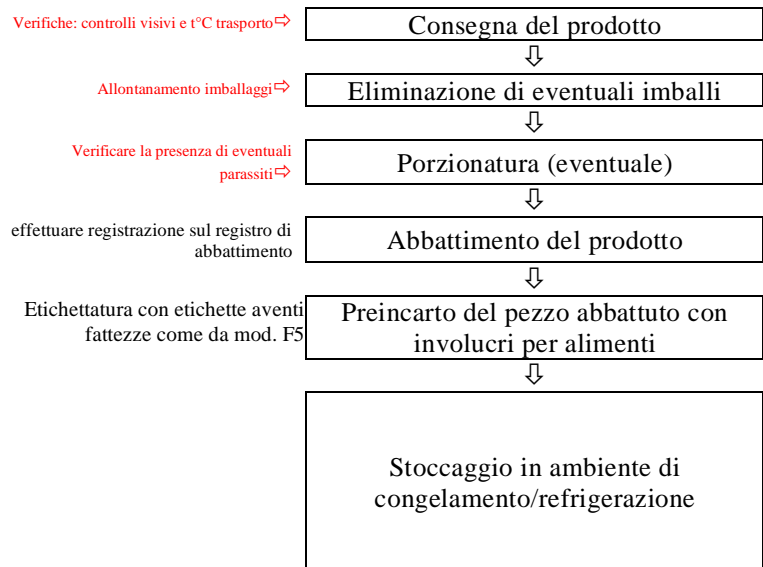 Verifiche: controlli visivi e t°C trasporto⇨
Consegna del prodotto
⇩
Allontanamento imballaggi⇨
Eliminazione di eventuali imballi
⇩
Verificare la presenza di eventuali
parassiti⇨
Porzionatura (eventuale)
⇩
effettuare registrazione sul registro di
abbattimento
Abbattimento del prodotto
⇩
Etichettatura con etichette aventi
fattezze come da mod. F5
Preincarto del pezzo abbattuto con
involucri per alimenti
⇩
Stoccaggio in ambiente di
congelamento/refrigerazione